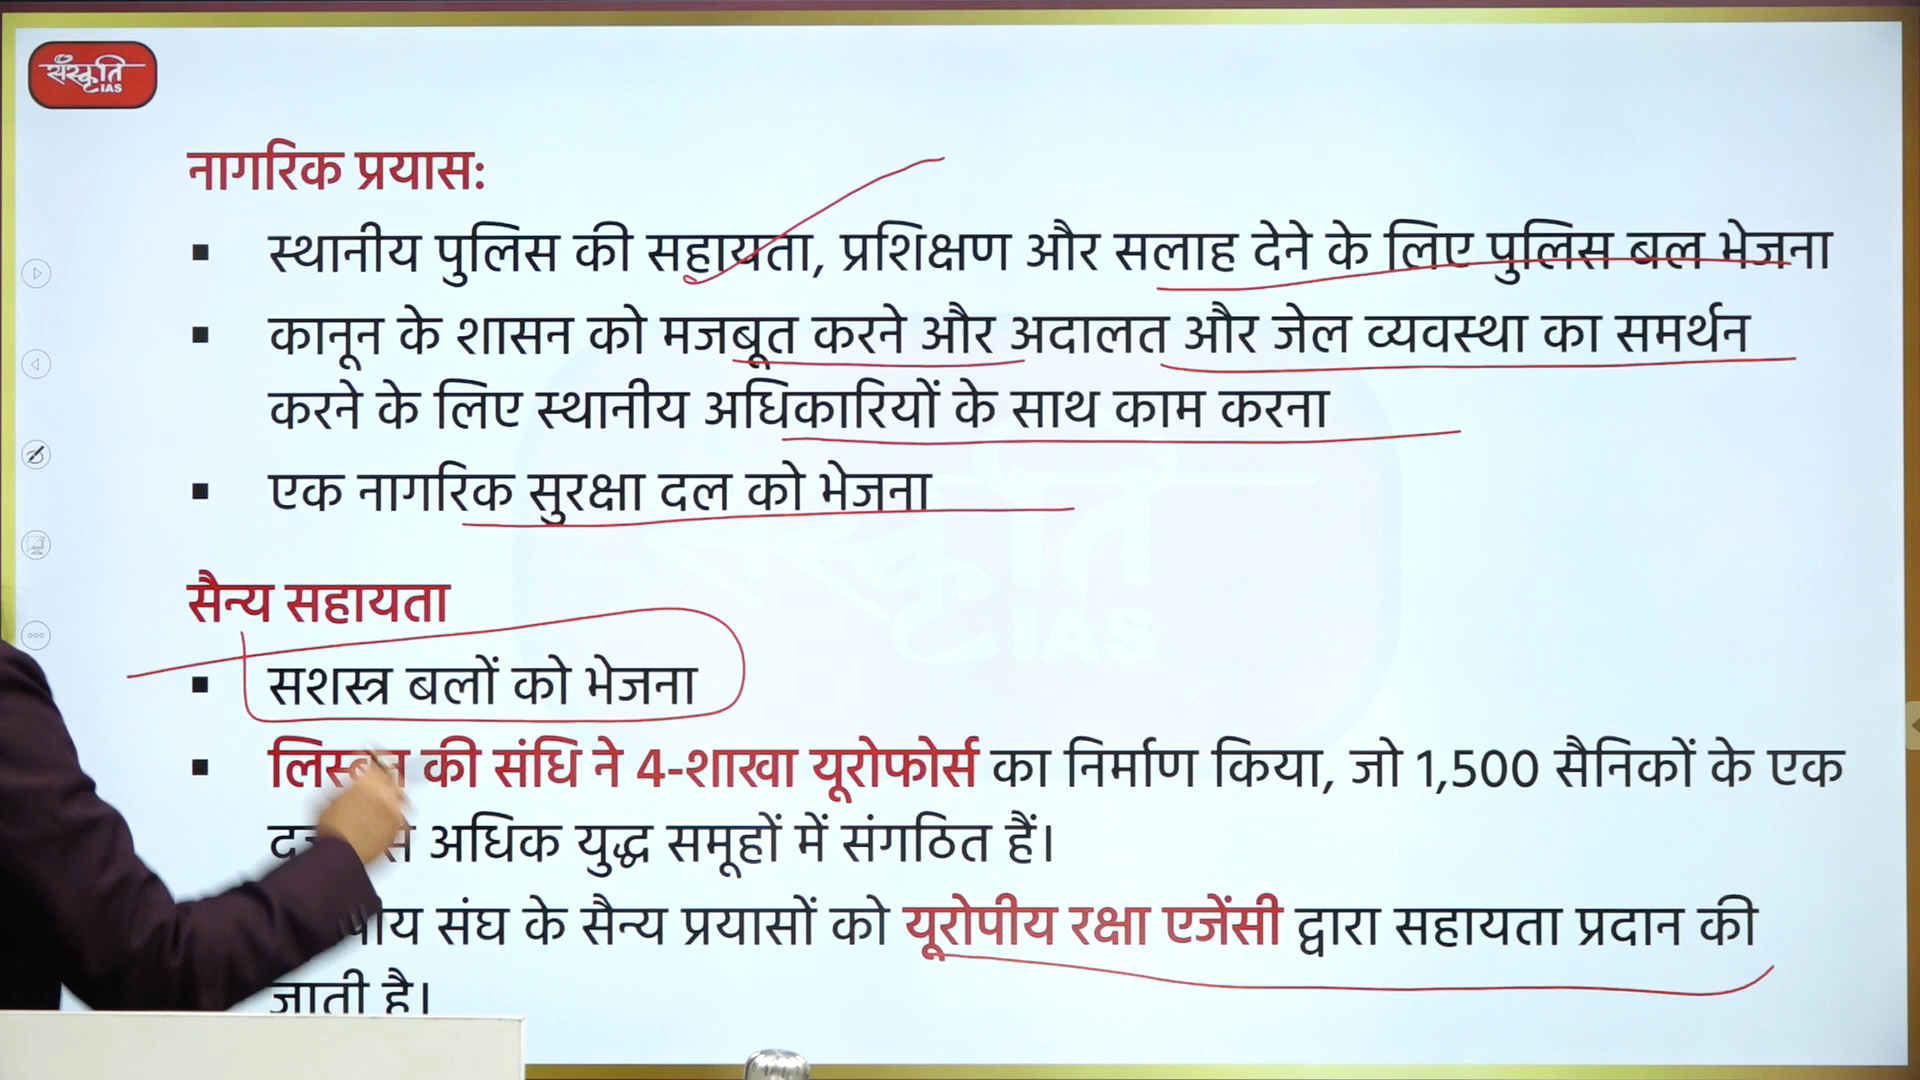 संस्कृति
IAS
नागरिक प्रयास:
▪ स्थानीय पुलिस की सहायता, प्रशिक्षण और सलाह देने के लिए पुलिस बल भेजना
▪ कानून के शासन को मजबूत करने और अदालत और जेल व्यवस्था का समर्थन
करने के लिए स्थानीय अधिकारियों के साथ काम करना
▪ एक नागरिक सुरक्षा दल को भेजना
सैन्य सहायता
▪ सशस्त्र बलों को भेजना
▪ की संधि ने 4-शाखा यूरोफोर्स का निर्माण किया, जो 1,500 सैनिकों के एक
अधिक युद्ध समूहों में संगठित हैं।
संघ के सैन्य प्रयासों को यूरोपीय रक्षा एजेंसी द्वारा सहायता प्रदान की
जाती है।
संस्कृति
IAS